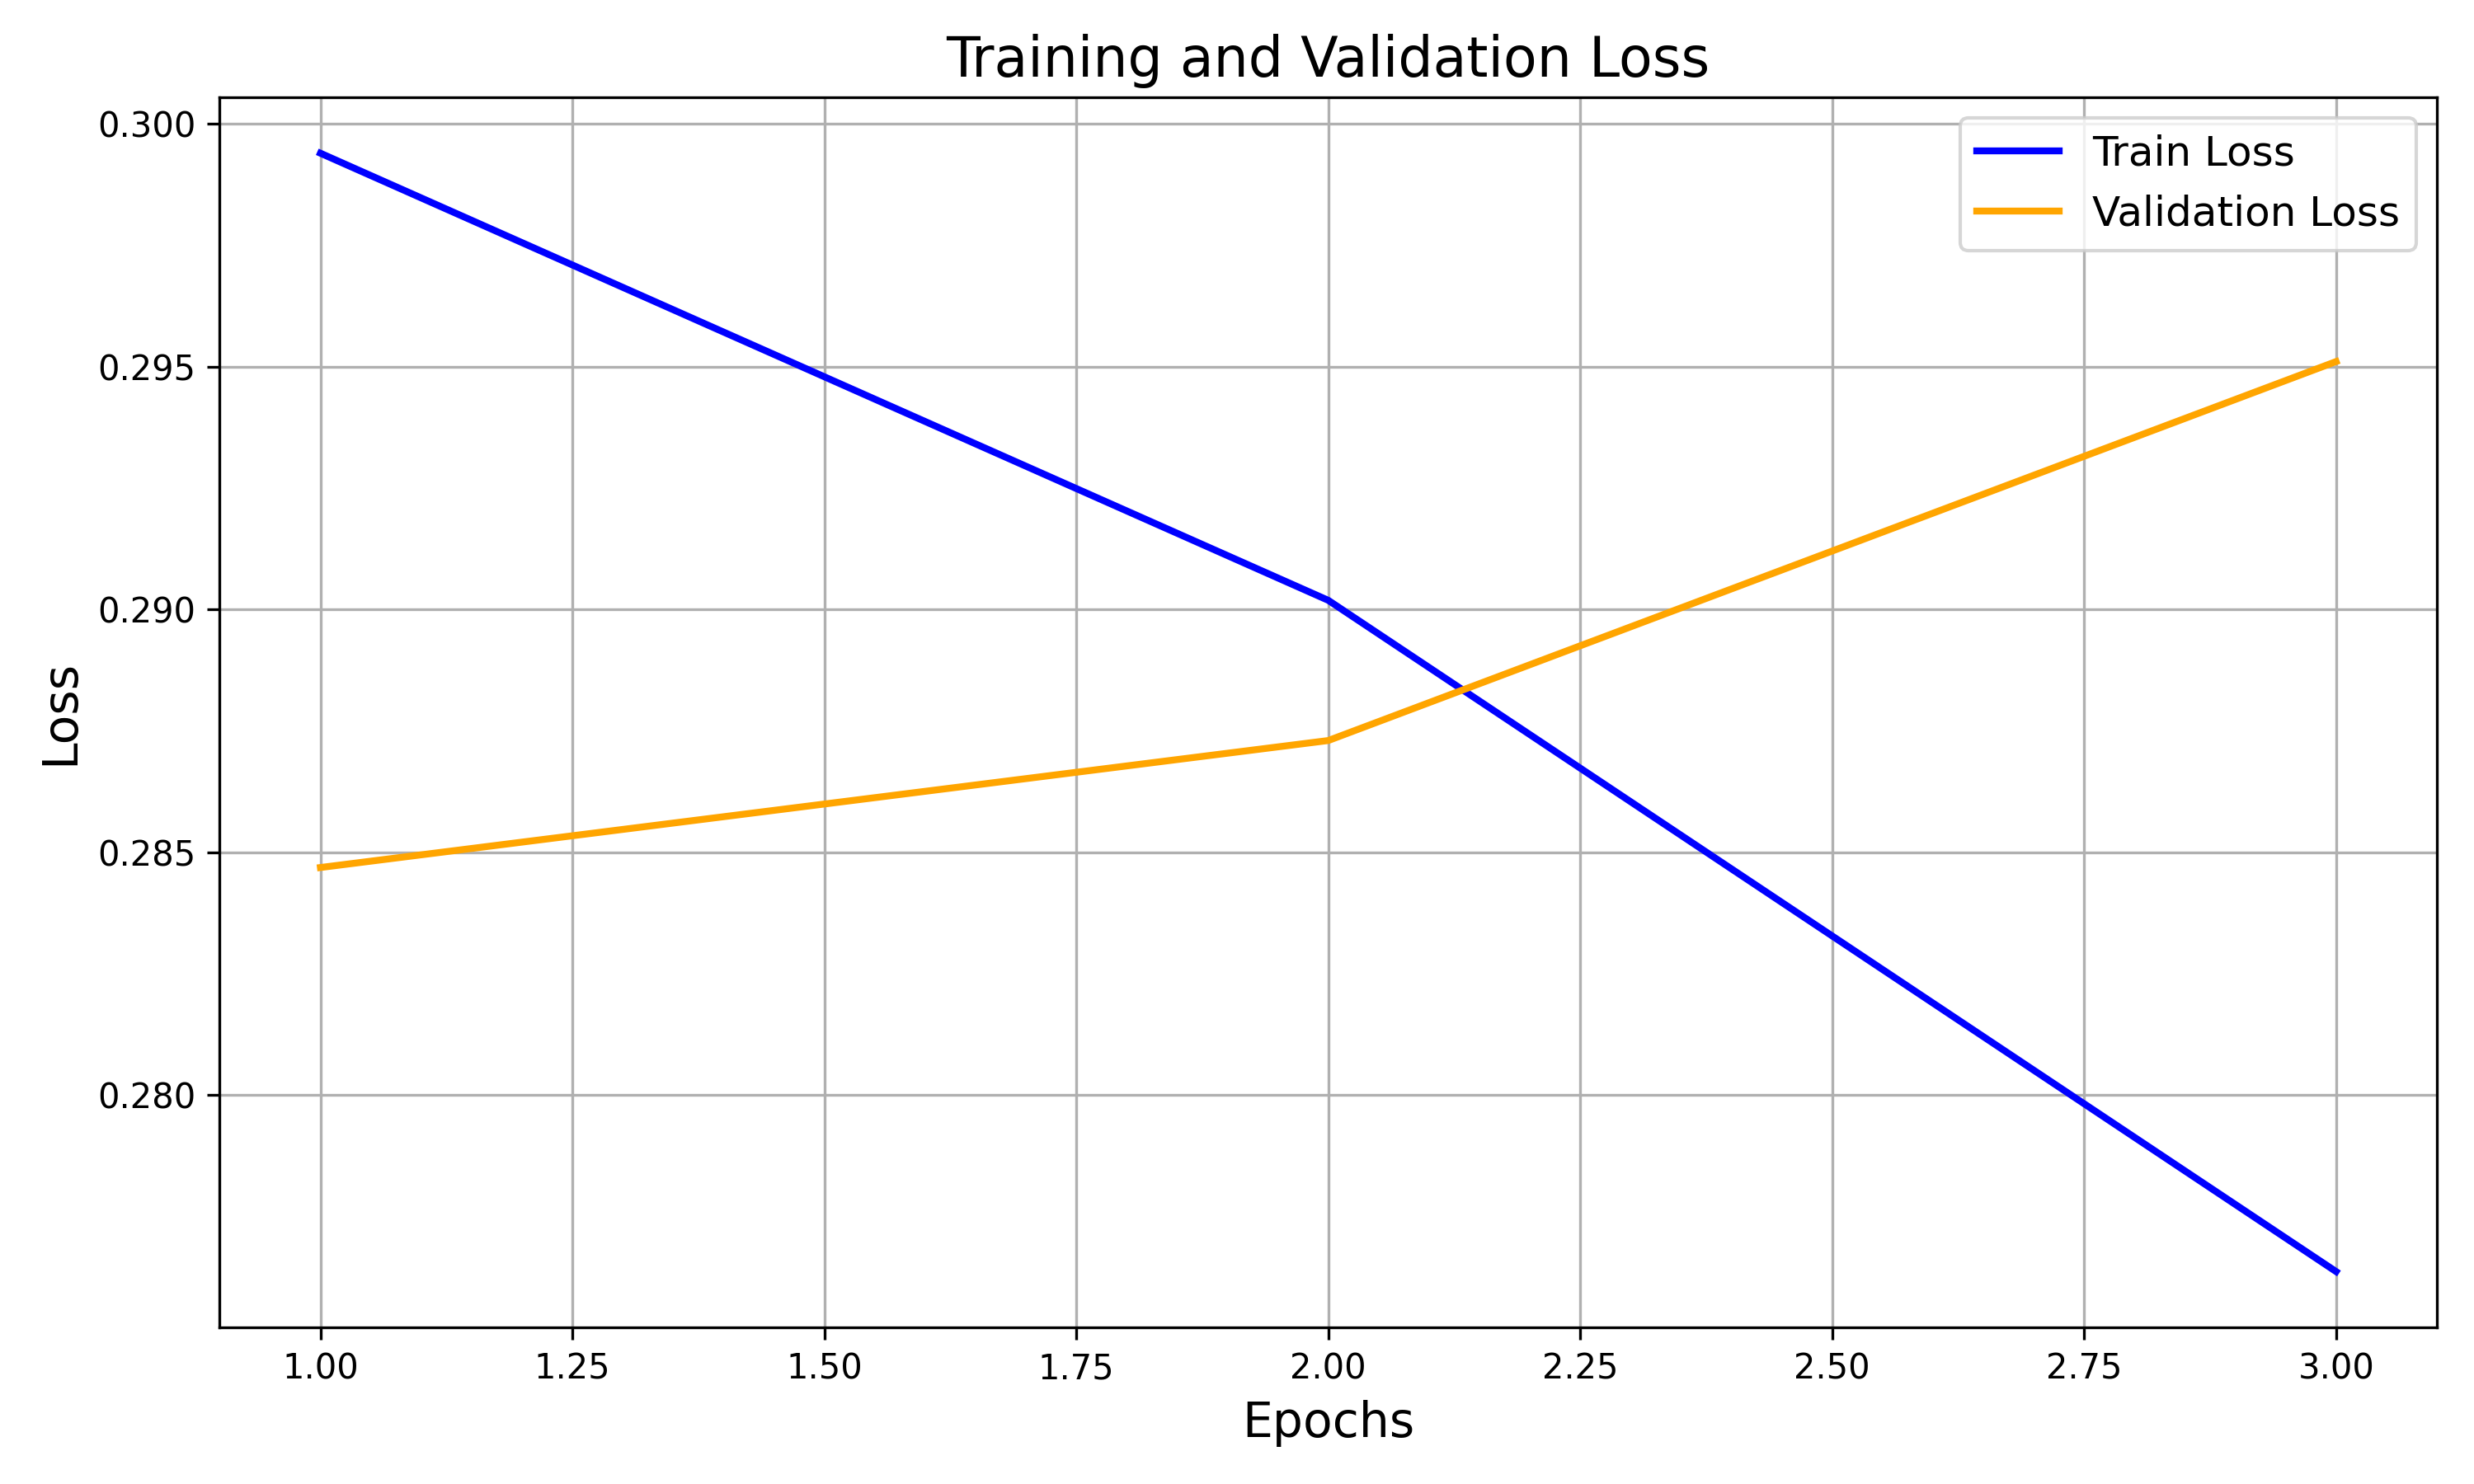 Training and Validation Loss
Train Loss
Validation Loss
0.300
0.295
0.290
0.285
0.280
Loss
1.00 1.25 1.50 1.75 2.00 2.25 2.50 2.75 3.00
Epochs